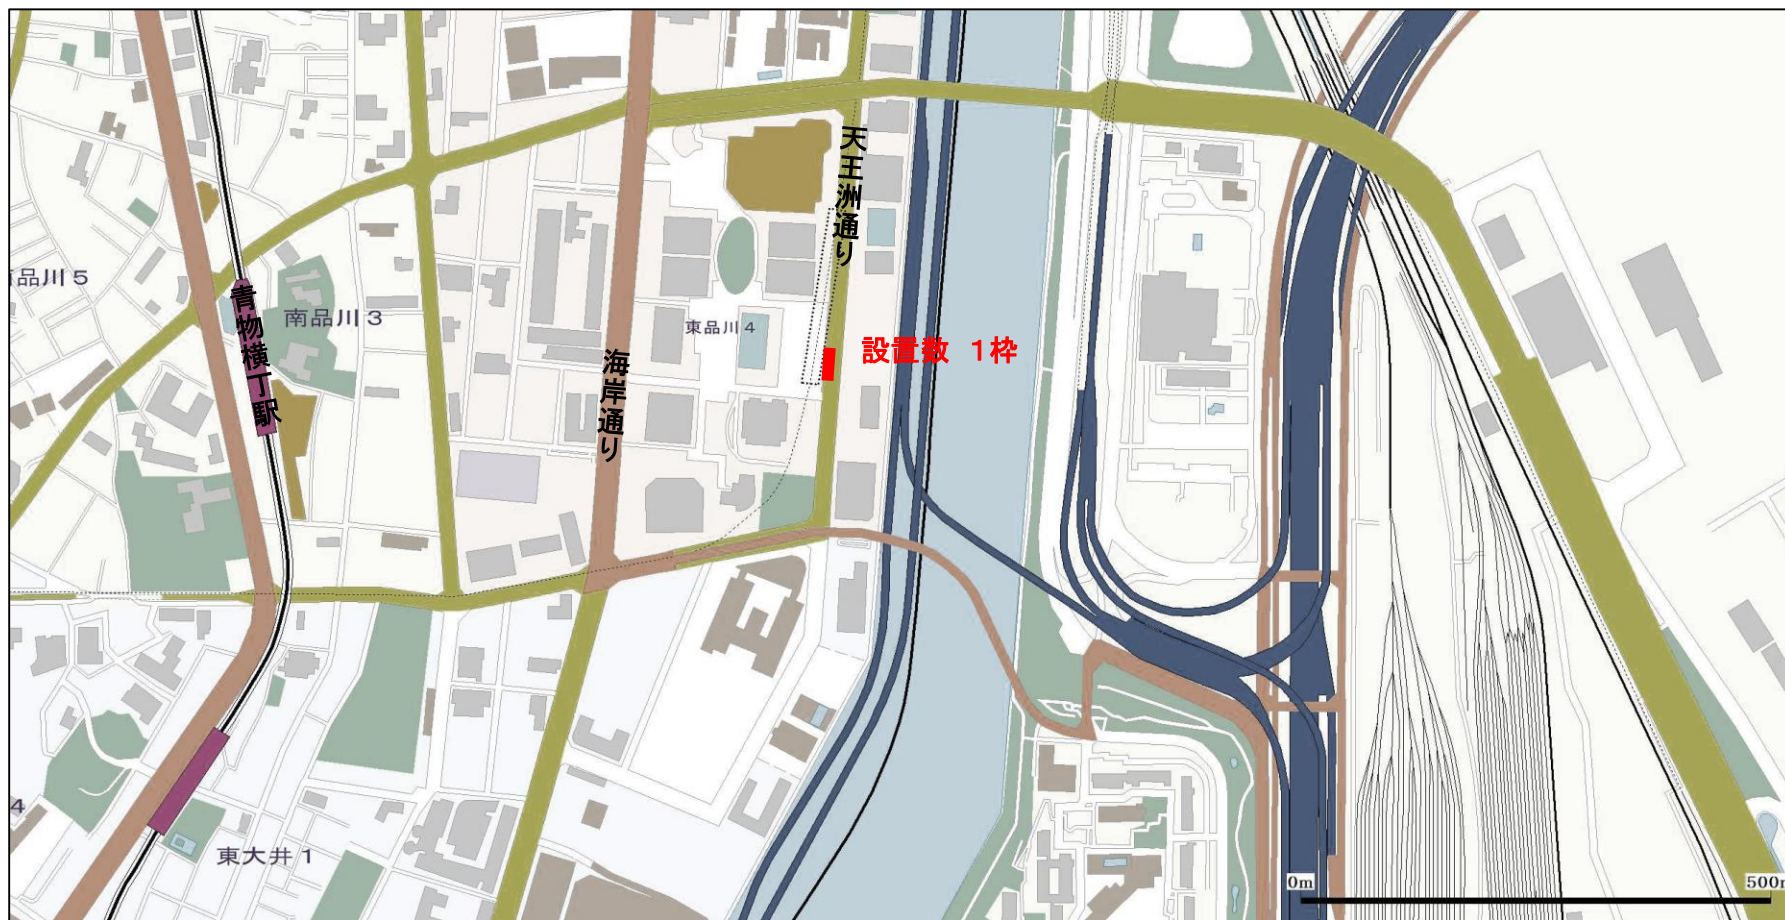 天王洲通り
南品川5
青物横丁駅
南品川3
東品川4
設置数 1枠
海岸通り
4
東大井1
0m
500m